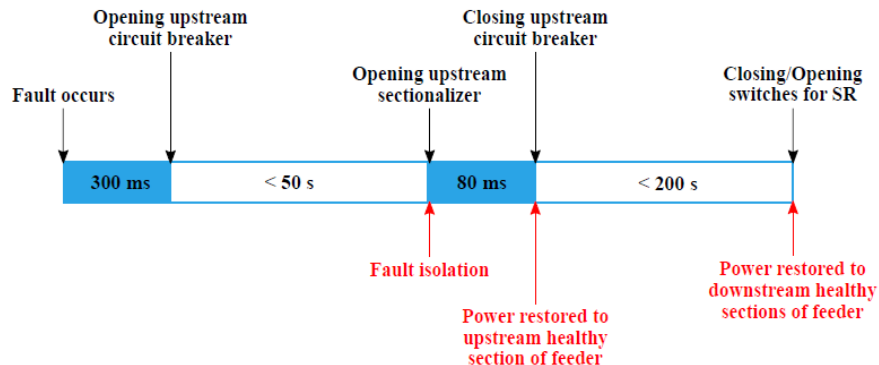 Opening upstream
circuit breaker
Closing upstream
circuit breaker
Fault occurs
Opening upstream
sectionalizer
Closing/Opening
switches for SR
300 ms
< 50 s
80 ms
< 200 s
Fault isolation
Power restored to
upstream healthy
section of feeder
Power restored to
downstream healthy
sections of feeder